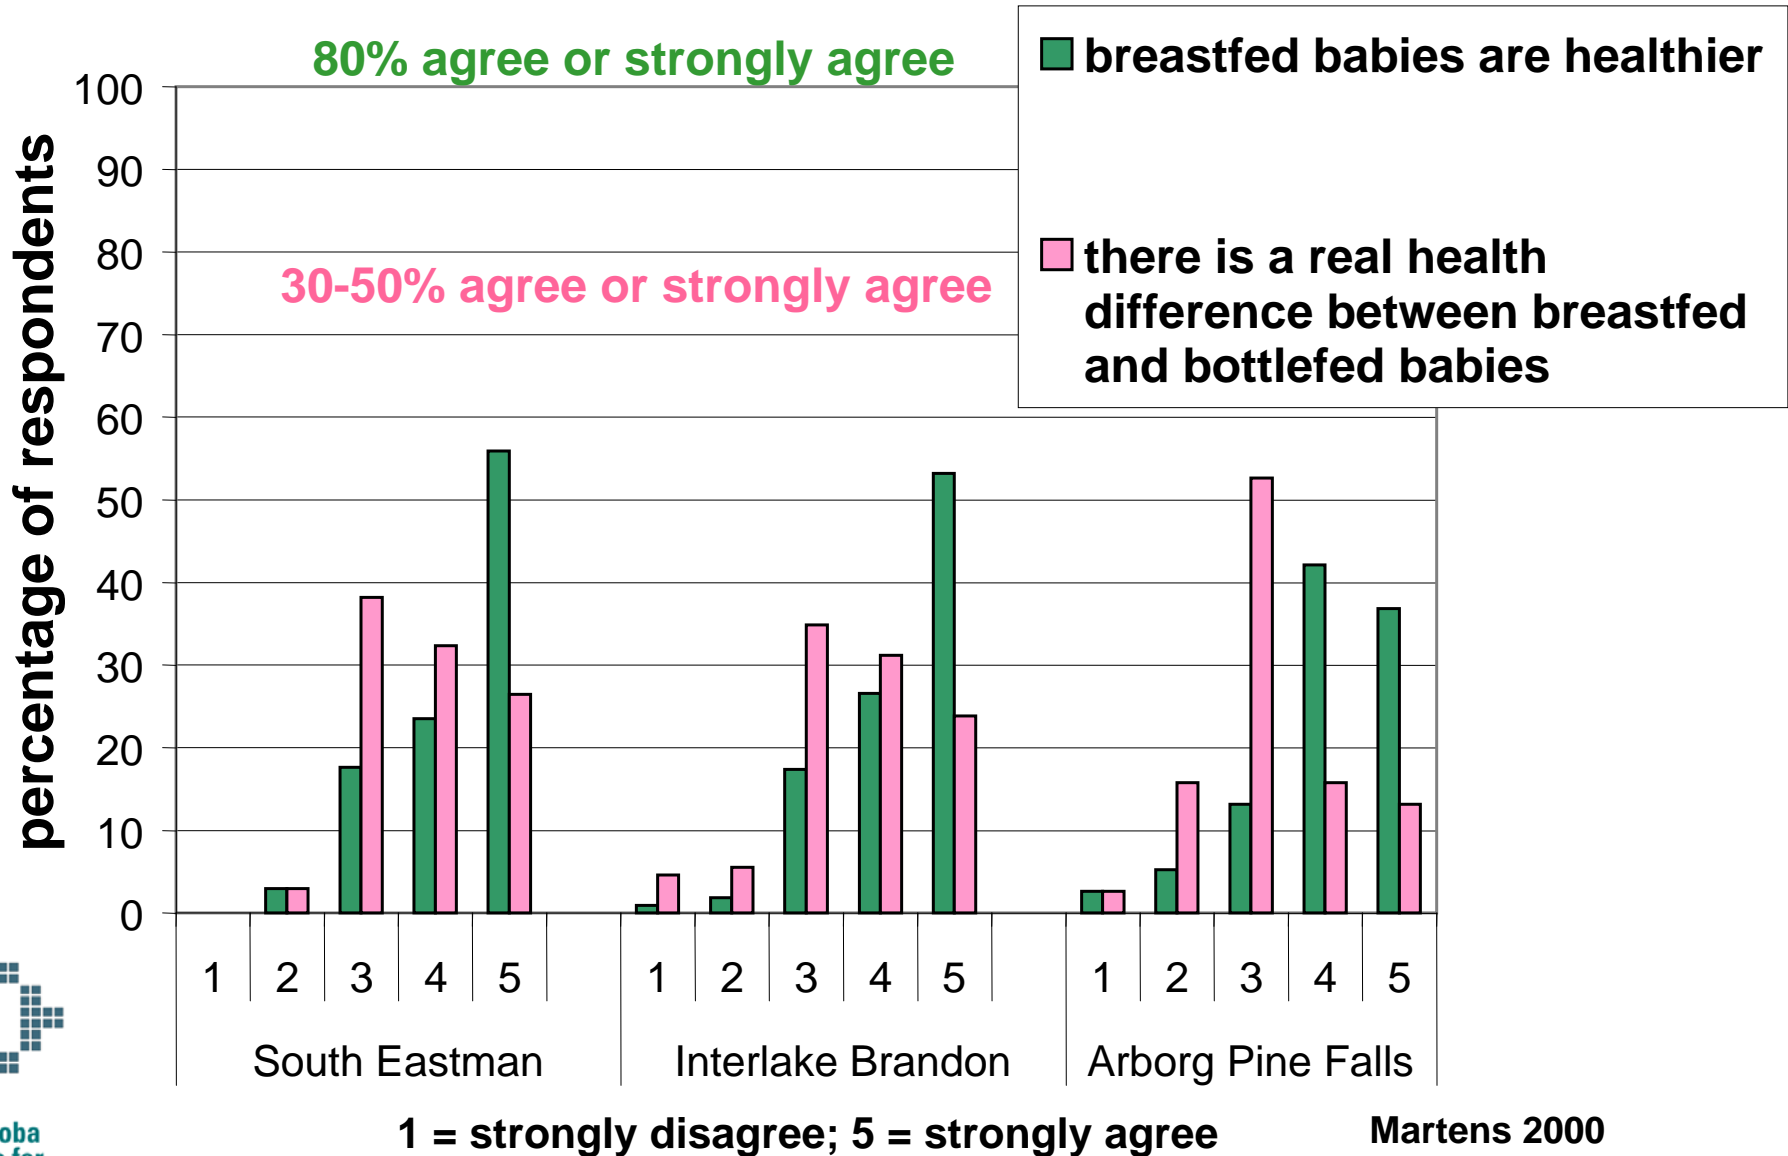 80% agree or strongly agree
breastfed babies are healthier
there is a real health
difference between breastfed
and bottlefed babies
30-50% agree or strongly agree
percentage of respondents
100
90
80
70
60
50
40
30
20
10
0
1 2 3 4 5 1 2 3 4 5 1 2 3 4 5
South Eastman Interlake Brandon Arborg Pine Falls
1 = strongly disagree; 5 = strongly agree
Martens 2000